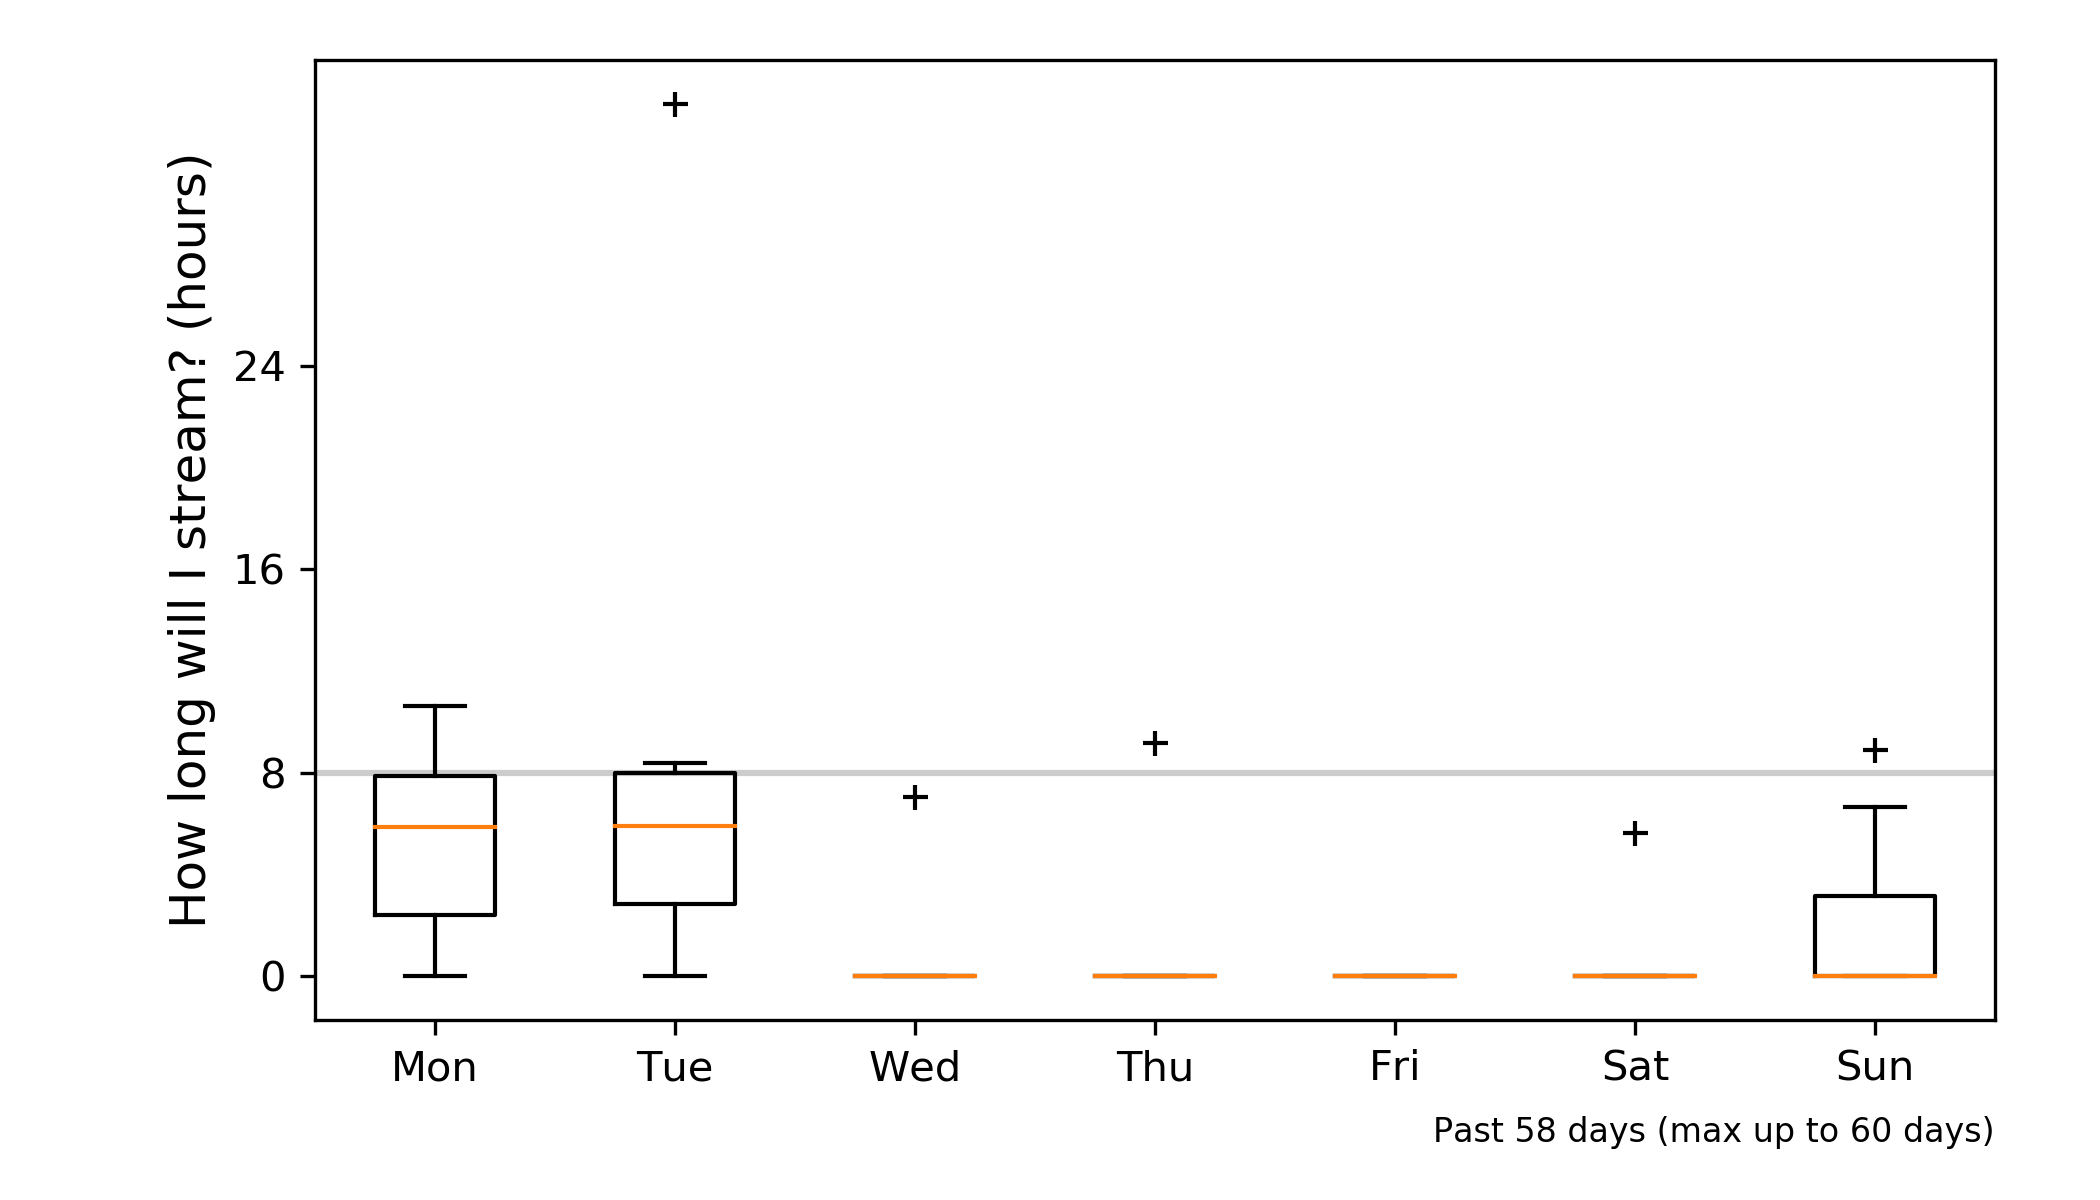 How long will I stream? (hours)
24
16
8
0
Mon Tue Wed Thu Fri Sat Sun
Past 58 days (max up to 60 days)